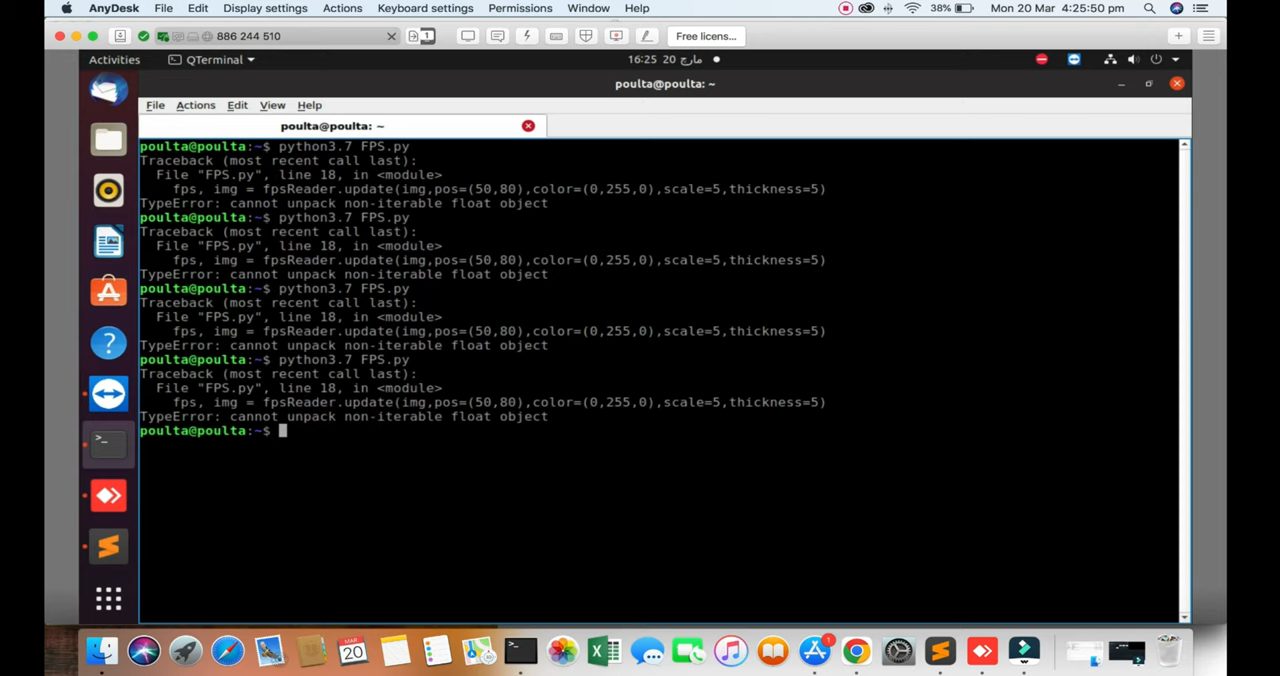 AnyDesk File Edit Display settings Actions Keyboard settings Permissions Window Help 38% Mon 20 Mar 4:25:50 pm
886 244 510 1 Free licens...
Activities QTerminal 16:25 20 مارچ
poulta@poulta: ~
File Actions Edit View Help
poulta@poulta: ~
poulta@poulta:~$ python3.7 FPS.py
Traceback (most recent call last):
File "FPS.py", line 18, in <module>
fps, img = fpsReader.update(img,pos=(50,80),color=(0,255,0),scale=5,thickness=5)
TypeError: cannot unpack non-iterable float object
poulta@poulta:~$ python3.7 FPS.py
Traceback (most recent call last):
File "FPS.py", line 18, in <module>
fps, img = fpsReader.update(img,pos=(50,80),color=(0,255,0),scale=5,thickness=5)
TypeError: cannot unpack non-iterable float object
poulta@poulta:~$ python3.7 FPS.py
Traceback (most recent call last):
File "FPS.py", line 18, in <module>
fps, img = fpsReader.update(img,pos=(50,80),color=(0,255,0),scale=5,thickness=5)
TypeError: cannot unpack non-iterable float object
poulta@poulta:~$ python3.7 FPS.py
Traceback (most recent call last):
File "FPS.py", line 18, in <module>
fps, img = fpsReader.update(img,pos=(50,80),color=(0,255,0),scale=5,thickness=5)
TypeError: cannot unpack non-iterable float object
poulta@poulta:~$
MAR
20
1